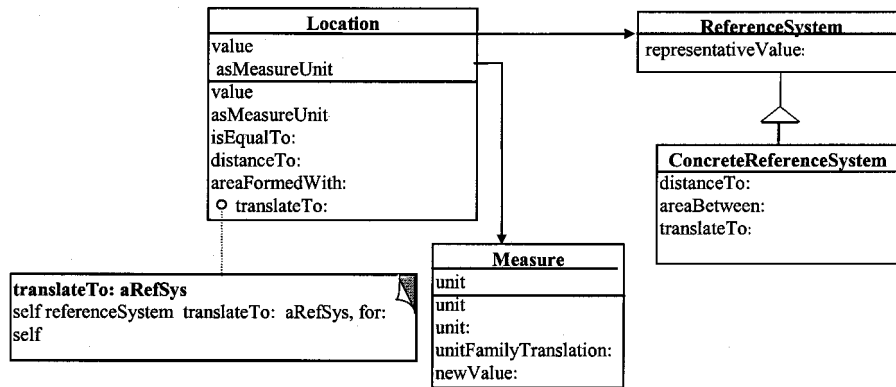 Location
value
asMeasureUnit
value
asMeasureUnit
isEqualTo:
distanceTo:
areaFormedWith:
translateTo:
ReferenceSystem
representativeValue:
ConcreteReferenceSystem
distanceTo:
areaBetween:
translateTo:
translateTo: aRefSys
self referenceSystem translateTo: aRefSys, for:
self
Measure
unit
unit
unit:
unitFamilyTranslation:
newValue: